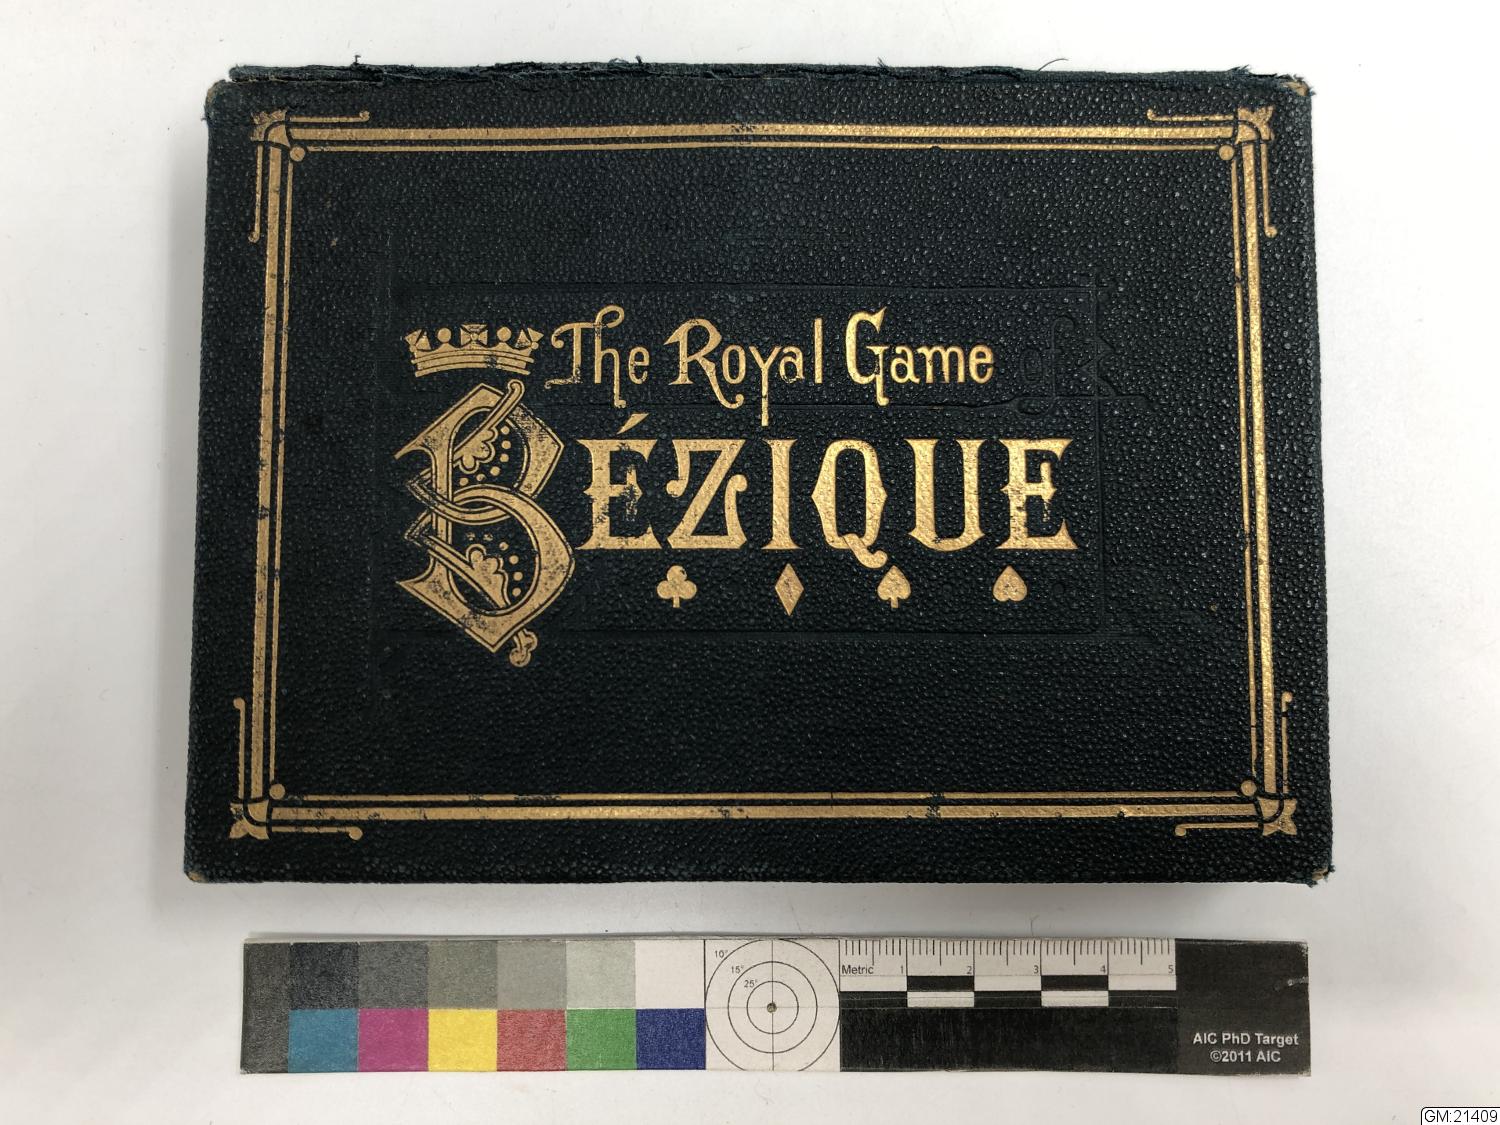 The Royal Game
BÉZIQUE
10°
15°
25°
Metric 1 2 3 4 5
AIC PhD Target
©2011 AIC
GM:21409